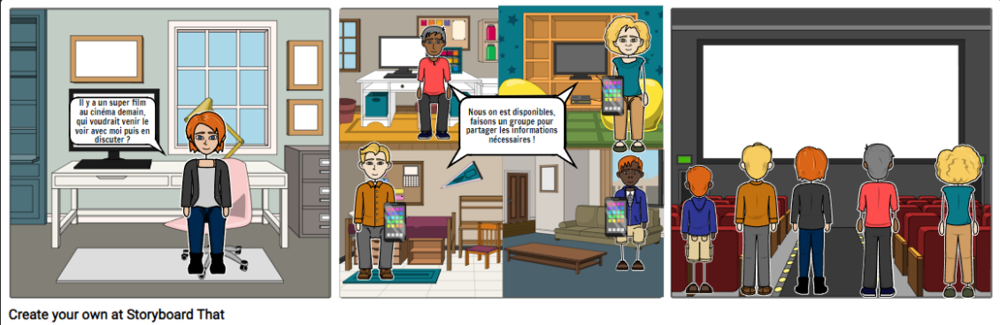 Il y a un super film
au cinéma demain,
qui voudrait venir le
voir avec moi puis en
discuter ?
Nous on est disponibles,
faisons un groupe pour
partager les informations
nécessaires !
Create your own at Storyboard That